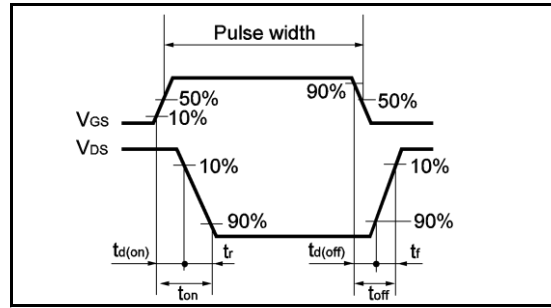 Pulse width
90%
50%
50%
VGS
10%
VDS
10%
10%
90%
90%
td(on)
tr
td(off)
tf
ton
toff